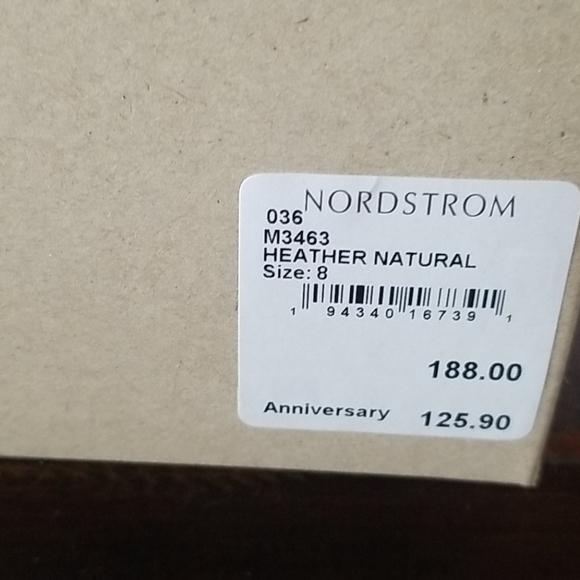 NORDSTROM
036
M3463
HEATHER NATURAL
Size: 8
1 94340 16739 1
188.00
Anniversary 125.90